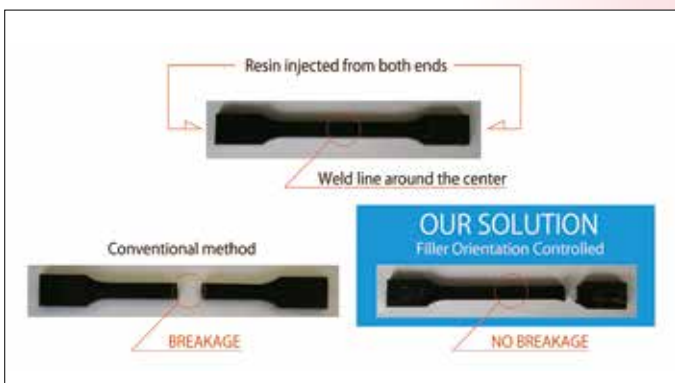 Resin injected from both ends
Weld line around the center
Conventional method
BREAKAGE
OUR SOLUTION
Filler Orientation Controlled
NO BREAKAGE